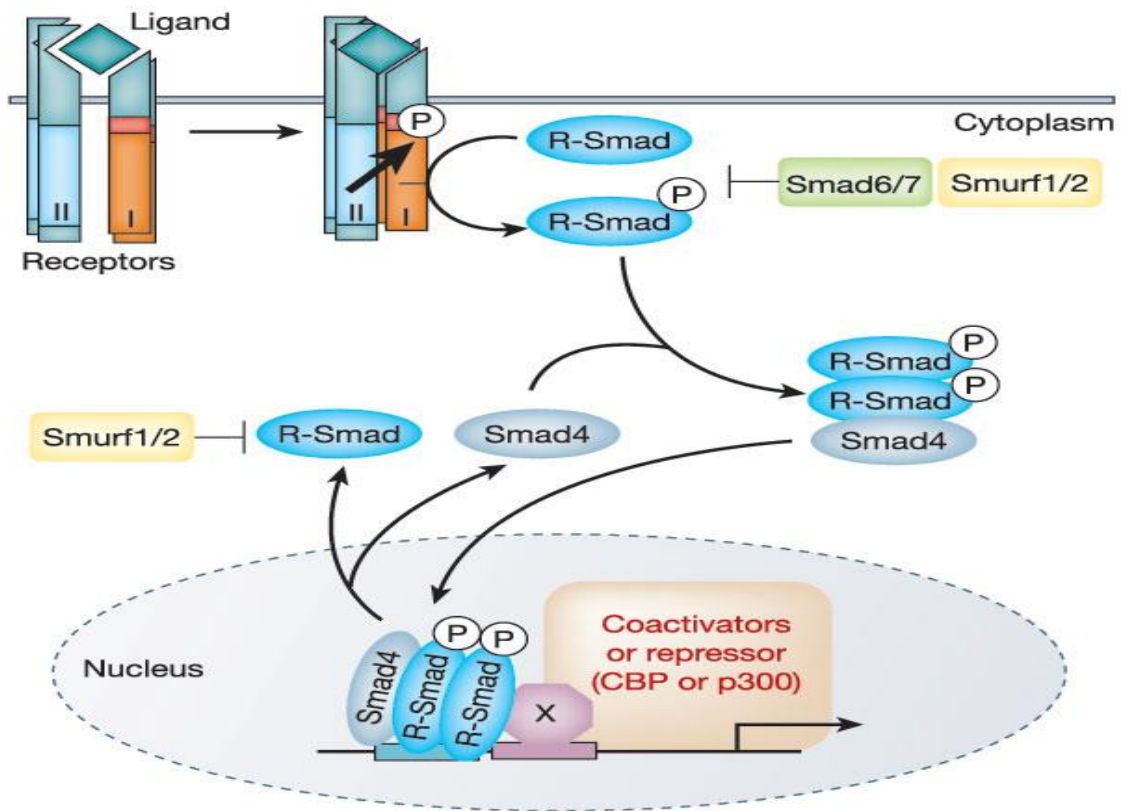 Ligand
Cytoplasm
P
R-Smad
II
I
II
I
Receptors
P
R-Smad
Smad6/7
Smurf1/2
P
R-Smad
P
R-Smad
Smad4
Smurf1/2
R-Smad
Smad4
Nucleus
P
P
Smad4
R-Smad
R-Smad
X
Coactivators
or repressor
(CBP or p300)